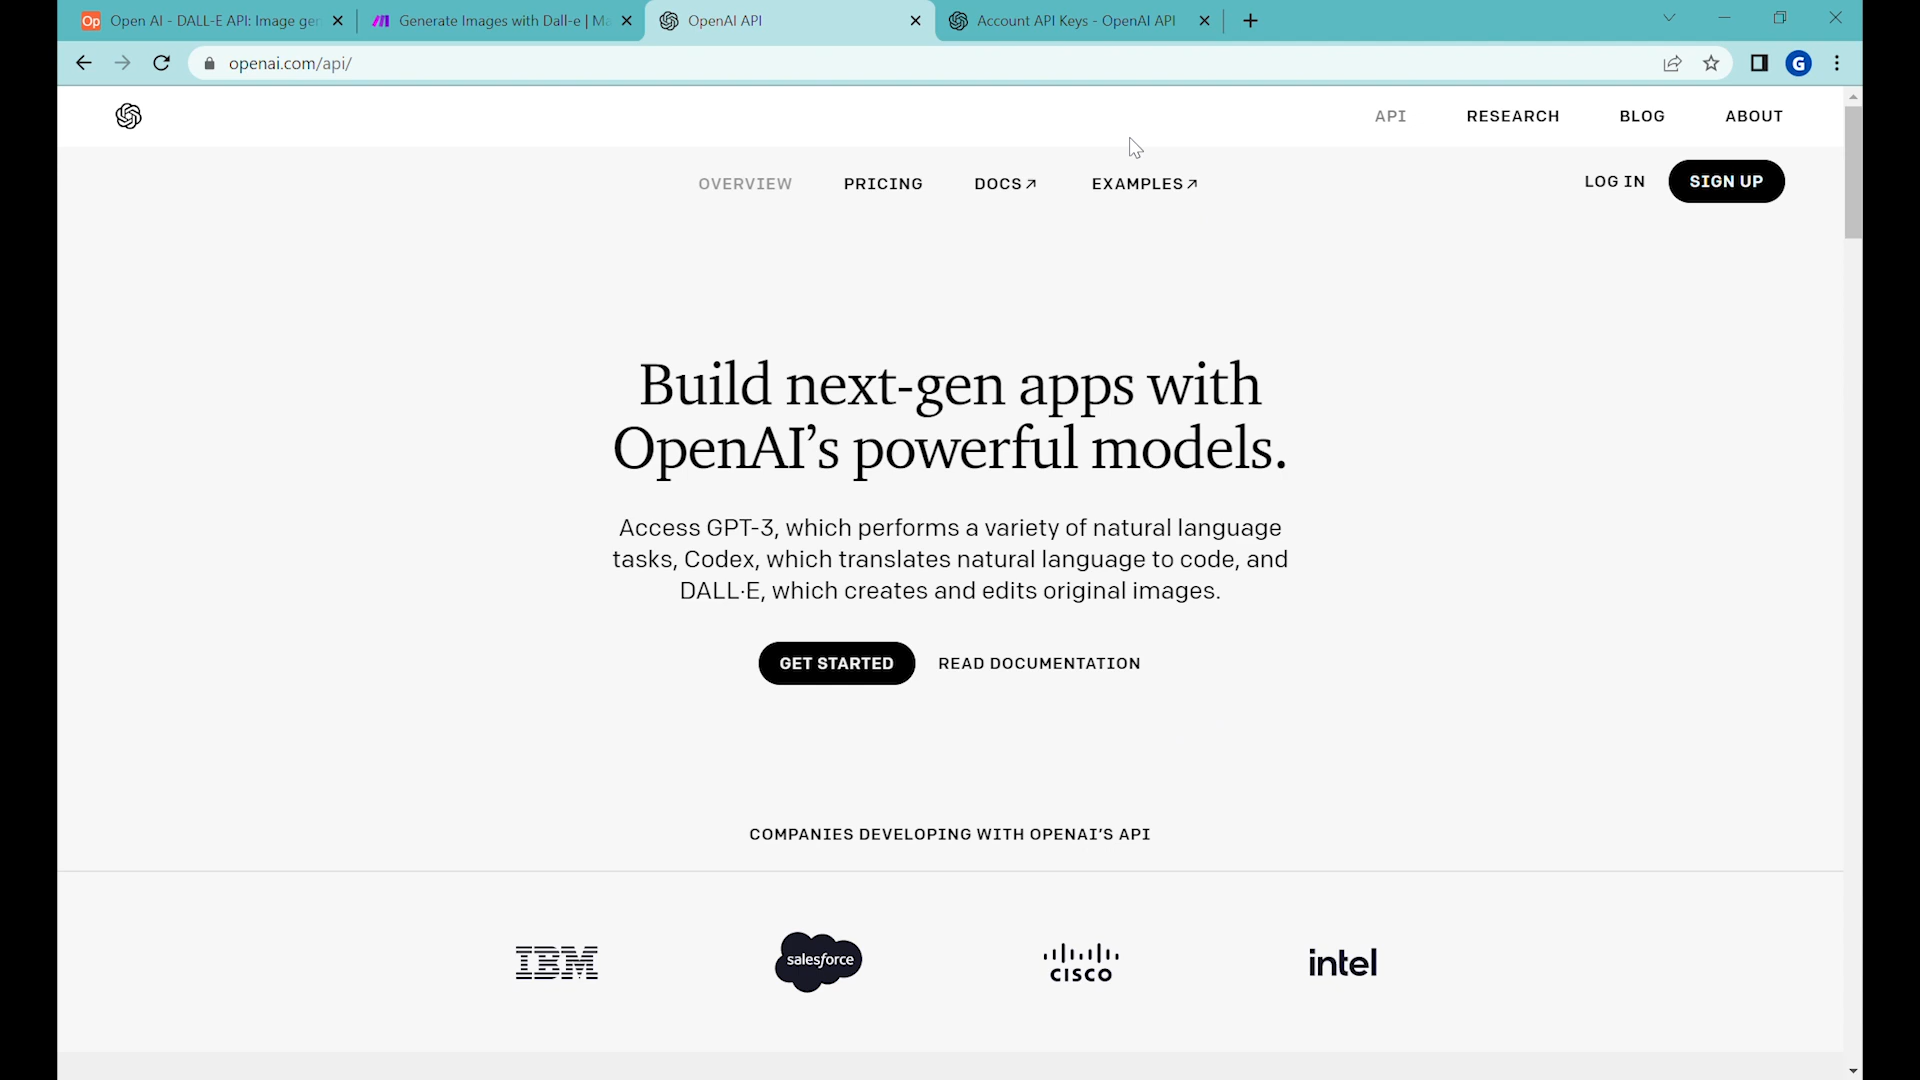 Open AI - DALL-E API: Image ger
Generate Images with Dall-e | Ma
OpenAI API
Account API Keys - OpenAI API
openai.com/api/
G
API
RESEARCH
BLOG
ABOUT
OVERVIEW
PRICING
DOCS↗
EXAMPLES↗
LOG IN
SIGN UP
Build next-gen apps with
OpenAI’s powerful models.
Access GPT-3, which performs a variety of natural language
tasks, Codex, which translates natural language to code, and
DALL·E, which creates and edits original images.
GET STARTED
READ DOCUMENTATION
COMPANIES DEVELOPING WITH OPENAI’S API
IBM
salesforce
CISCO
intel